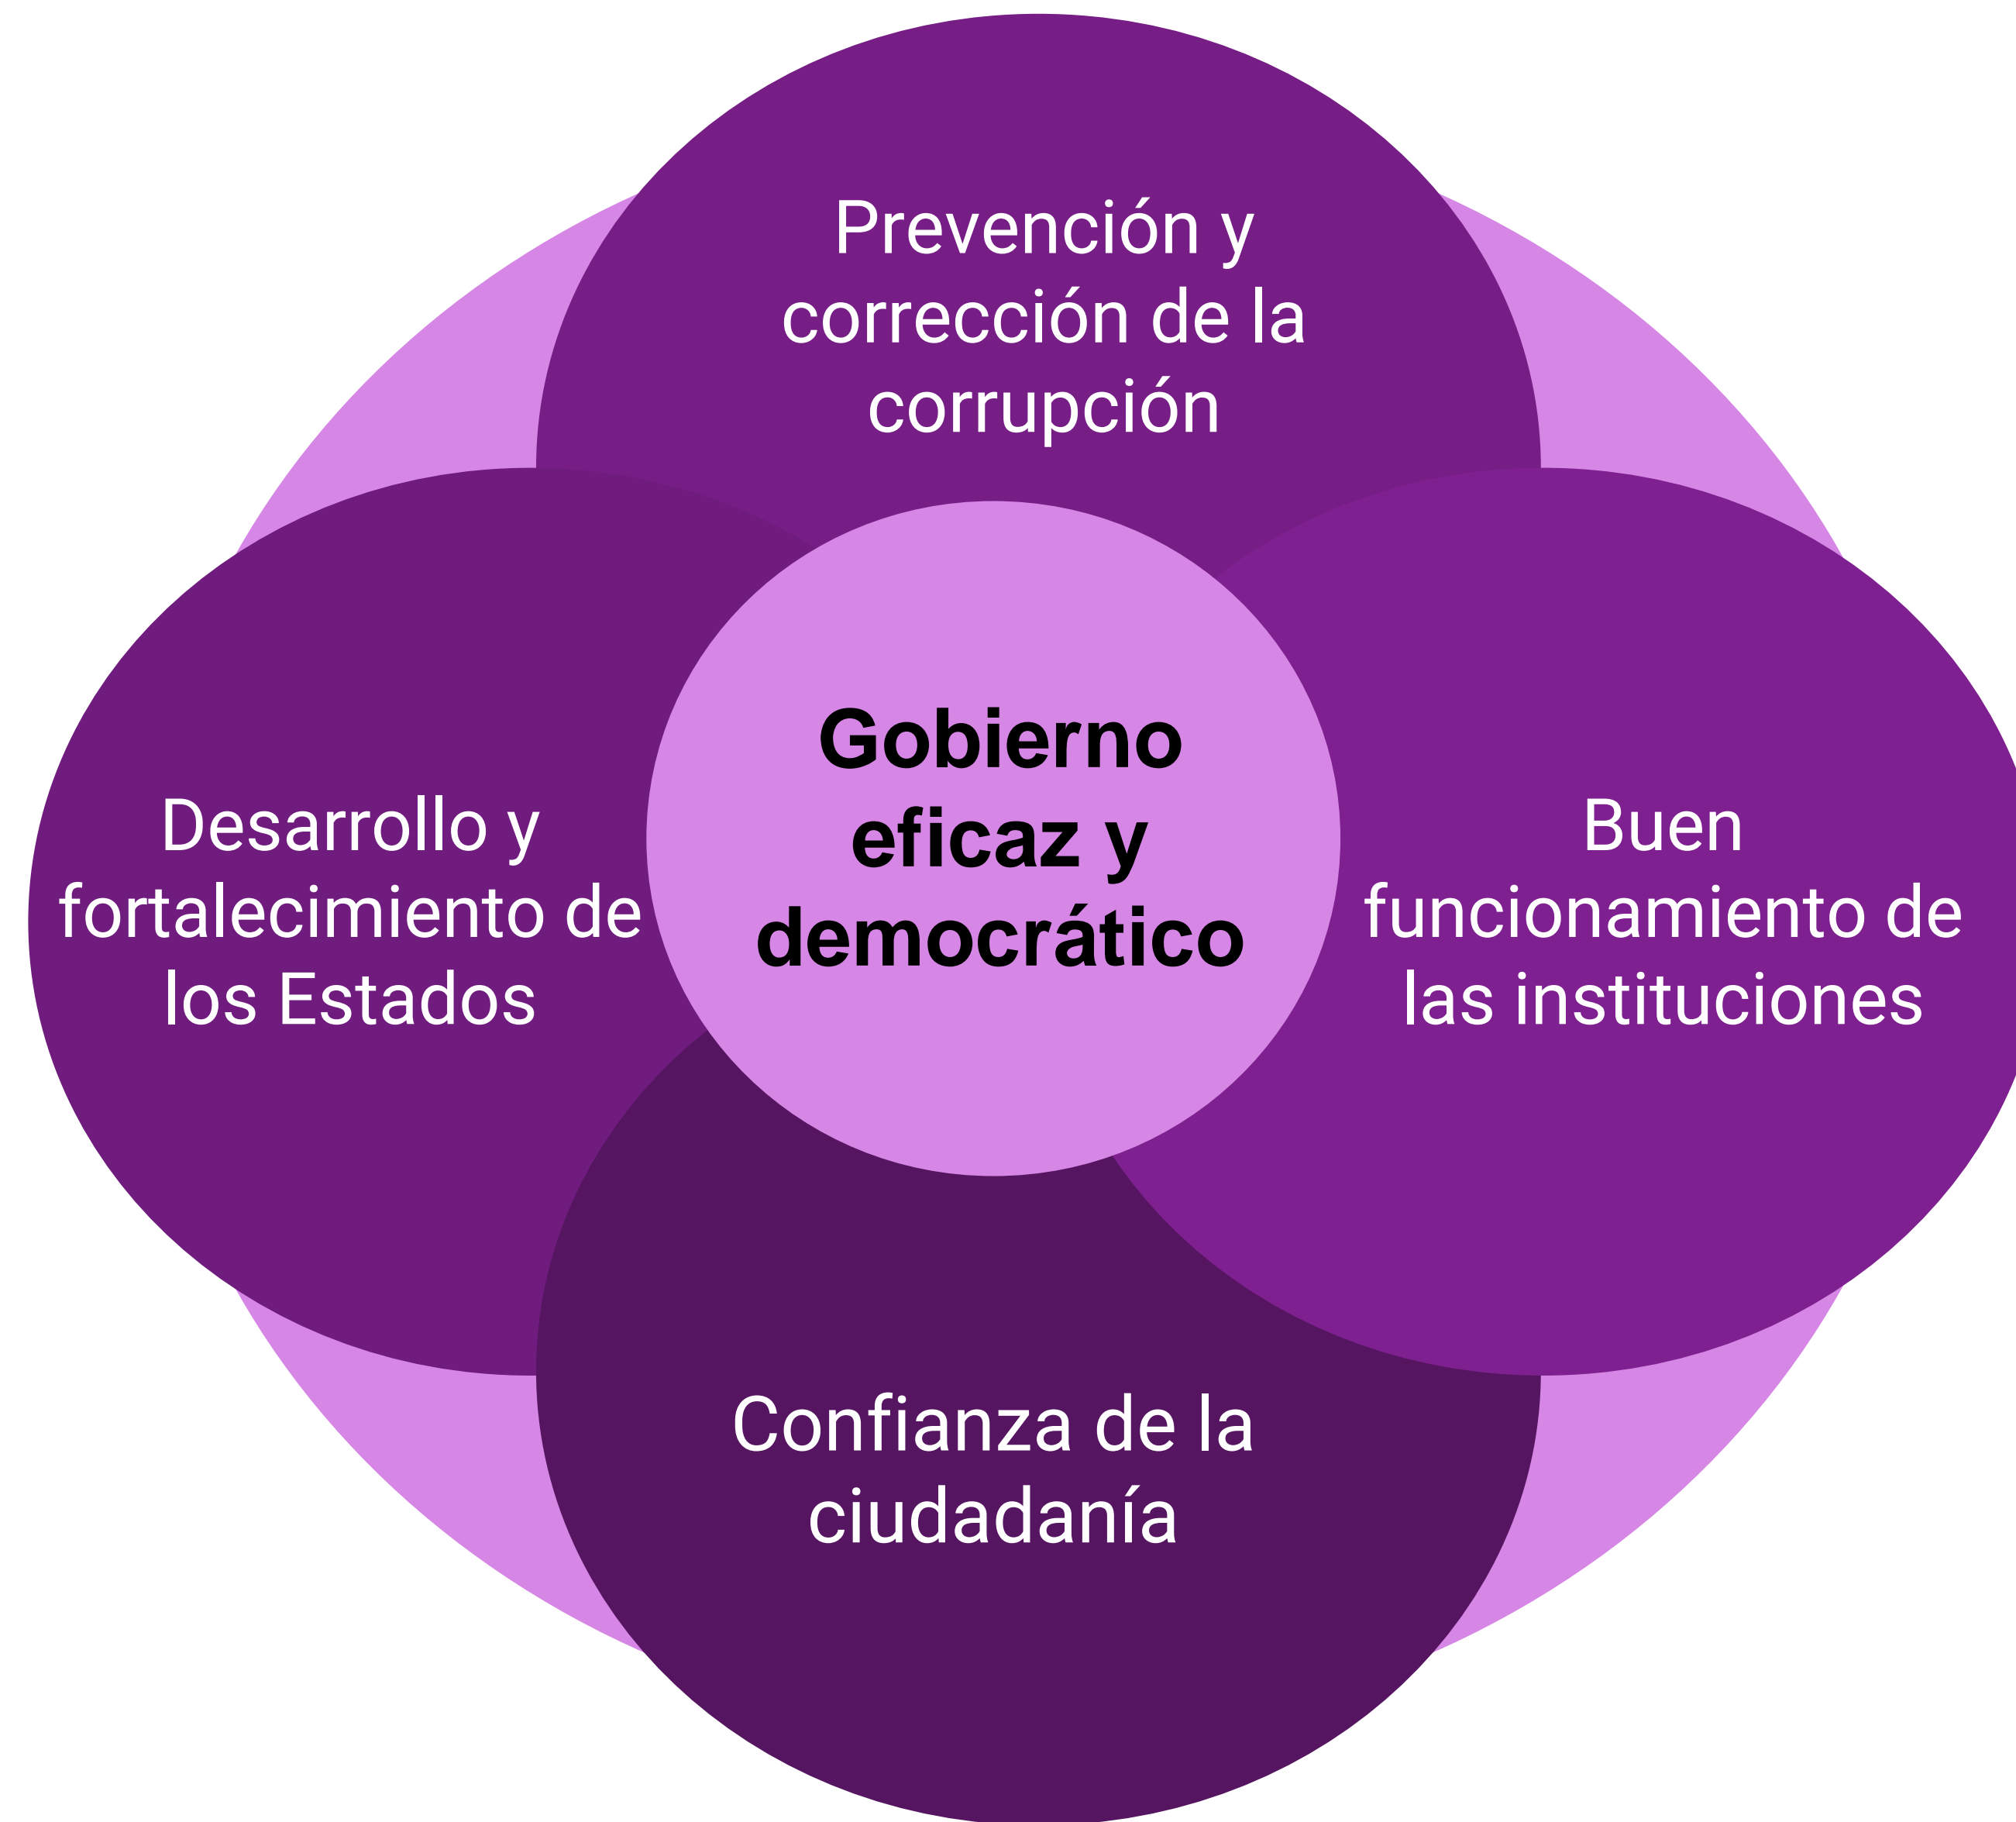 Prevención y
corrección de la
corrupción
Gobierno
eficaz y
democrático
Desarrollo y
fortalecimiento de
los Estados
Buen
funcionamiento de
las instituciones
Confianza de la
ciudadanía